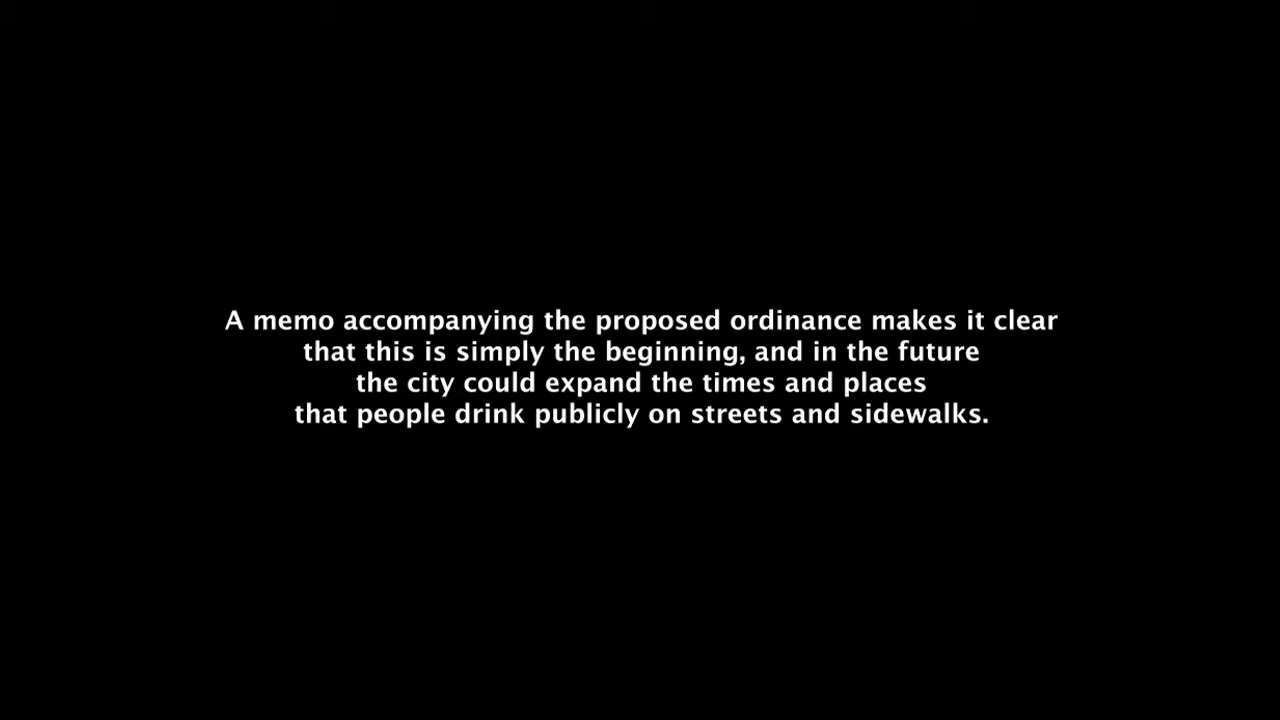 A memo accompanying the proposed ordinance makes it clear
that this is simply the beginning, and in the future
the city could expand the times and places
that people drink publicly on streets and sidewalks.